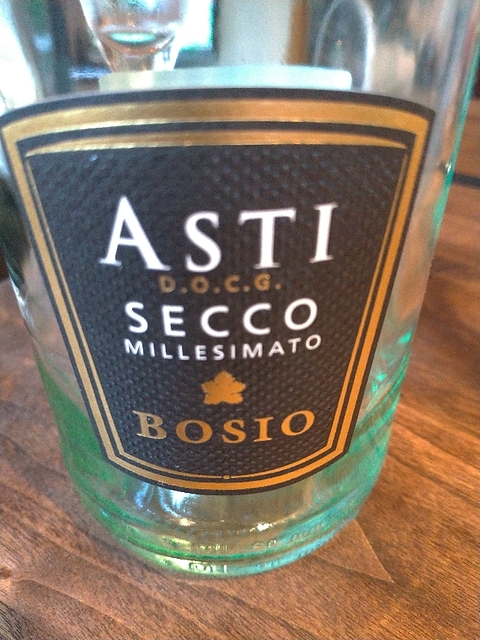 ASTI
D.O.C.G.
SECCO
MILLESIMATO
BOSIO